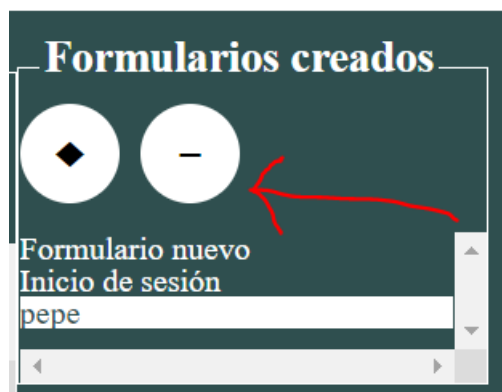 Formularios creados
◆ –
Formulario nuevo
Inicio de sesión
pepe